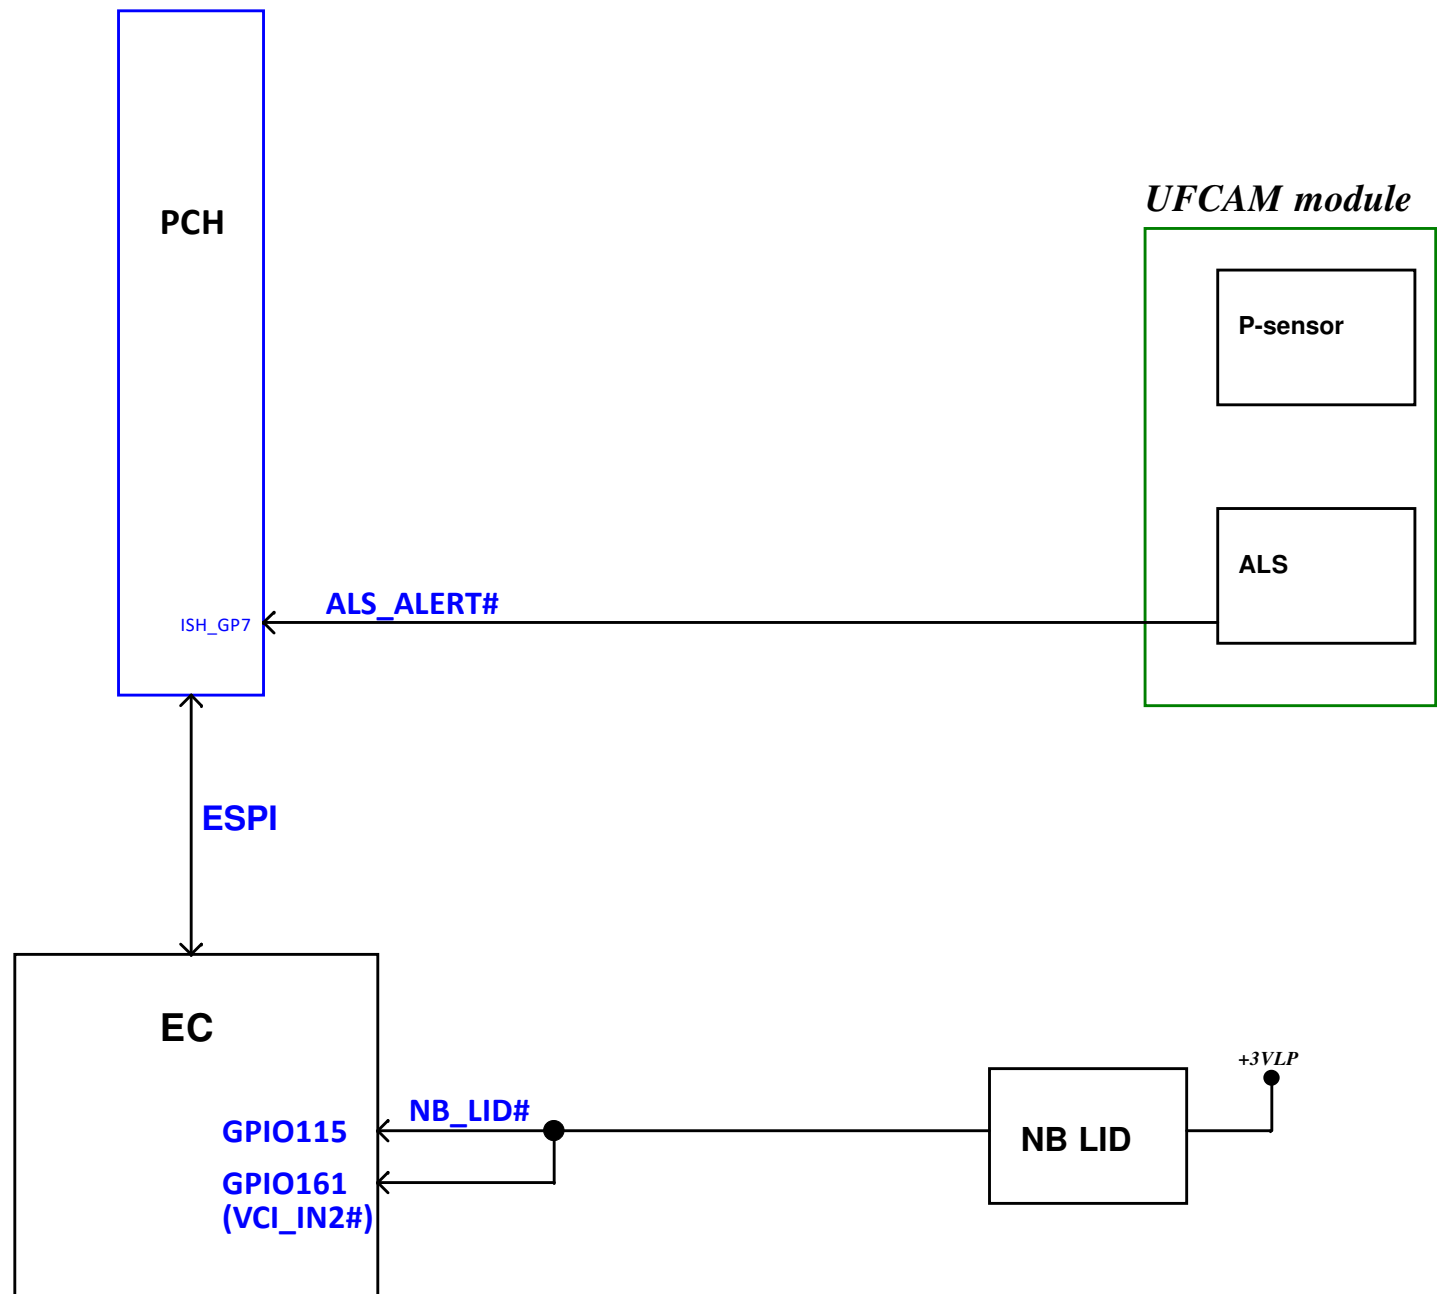 UFCAM module
PCH
P-sensor
ALS
ALS_ALERT#
ISH_GP7
ESPI
EC
+3VLP
NB_LID#
GPIO115
NB LID
GPIO161
(VCI_IN2#)